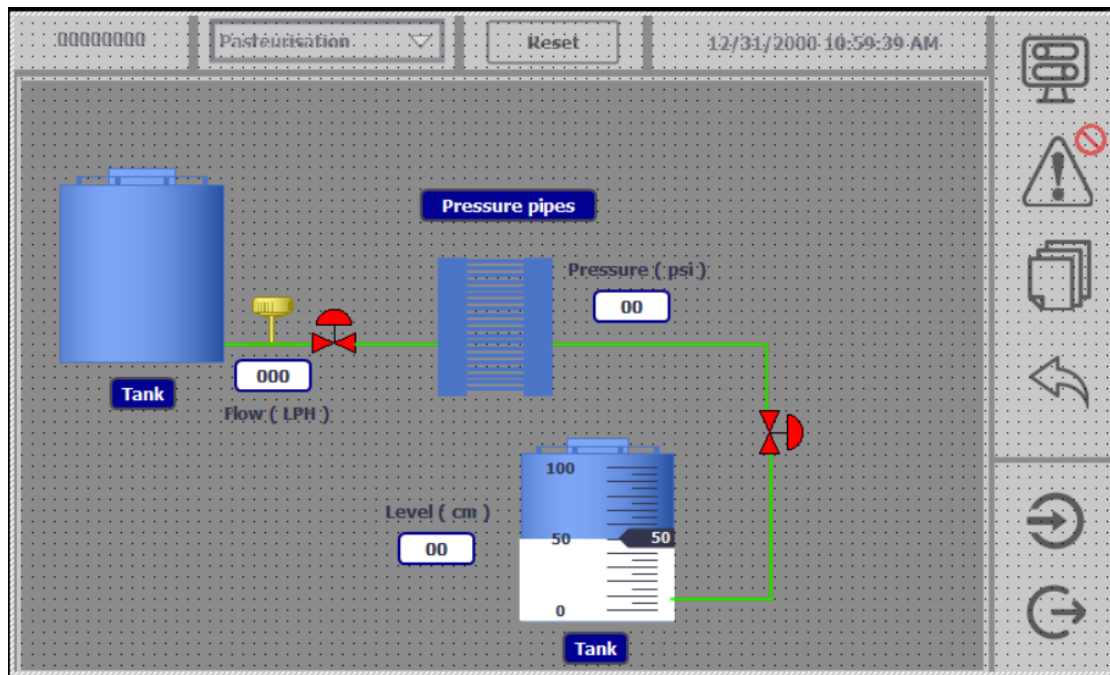 00000000
Pasteurisation
Reset
12/31/2000 10:59:39 AM
Pressure pipes
Pressure ( psi )
00
000
Tank
Flow ( LPH )
100
Level ( cm )
50
50
00
0
Tank